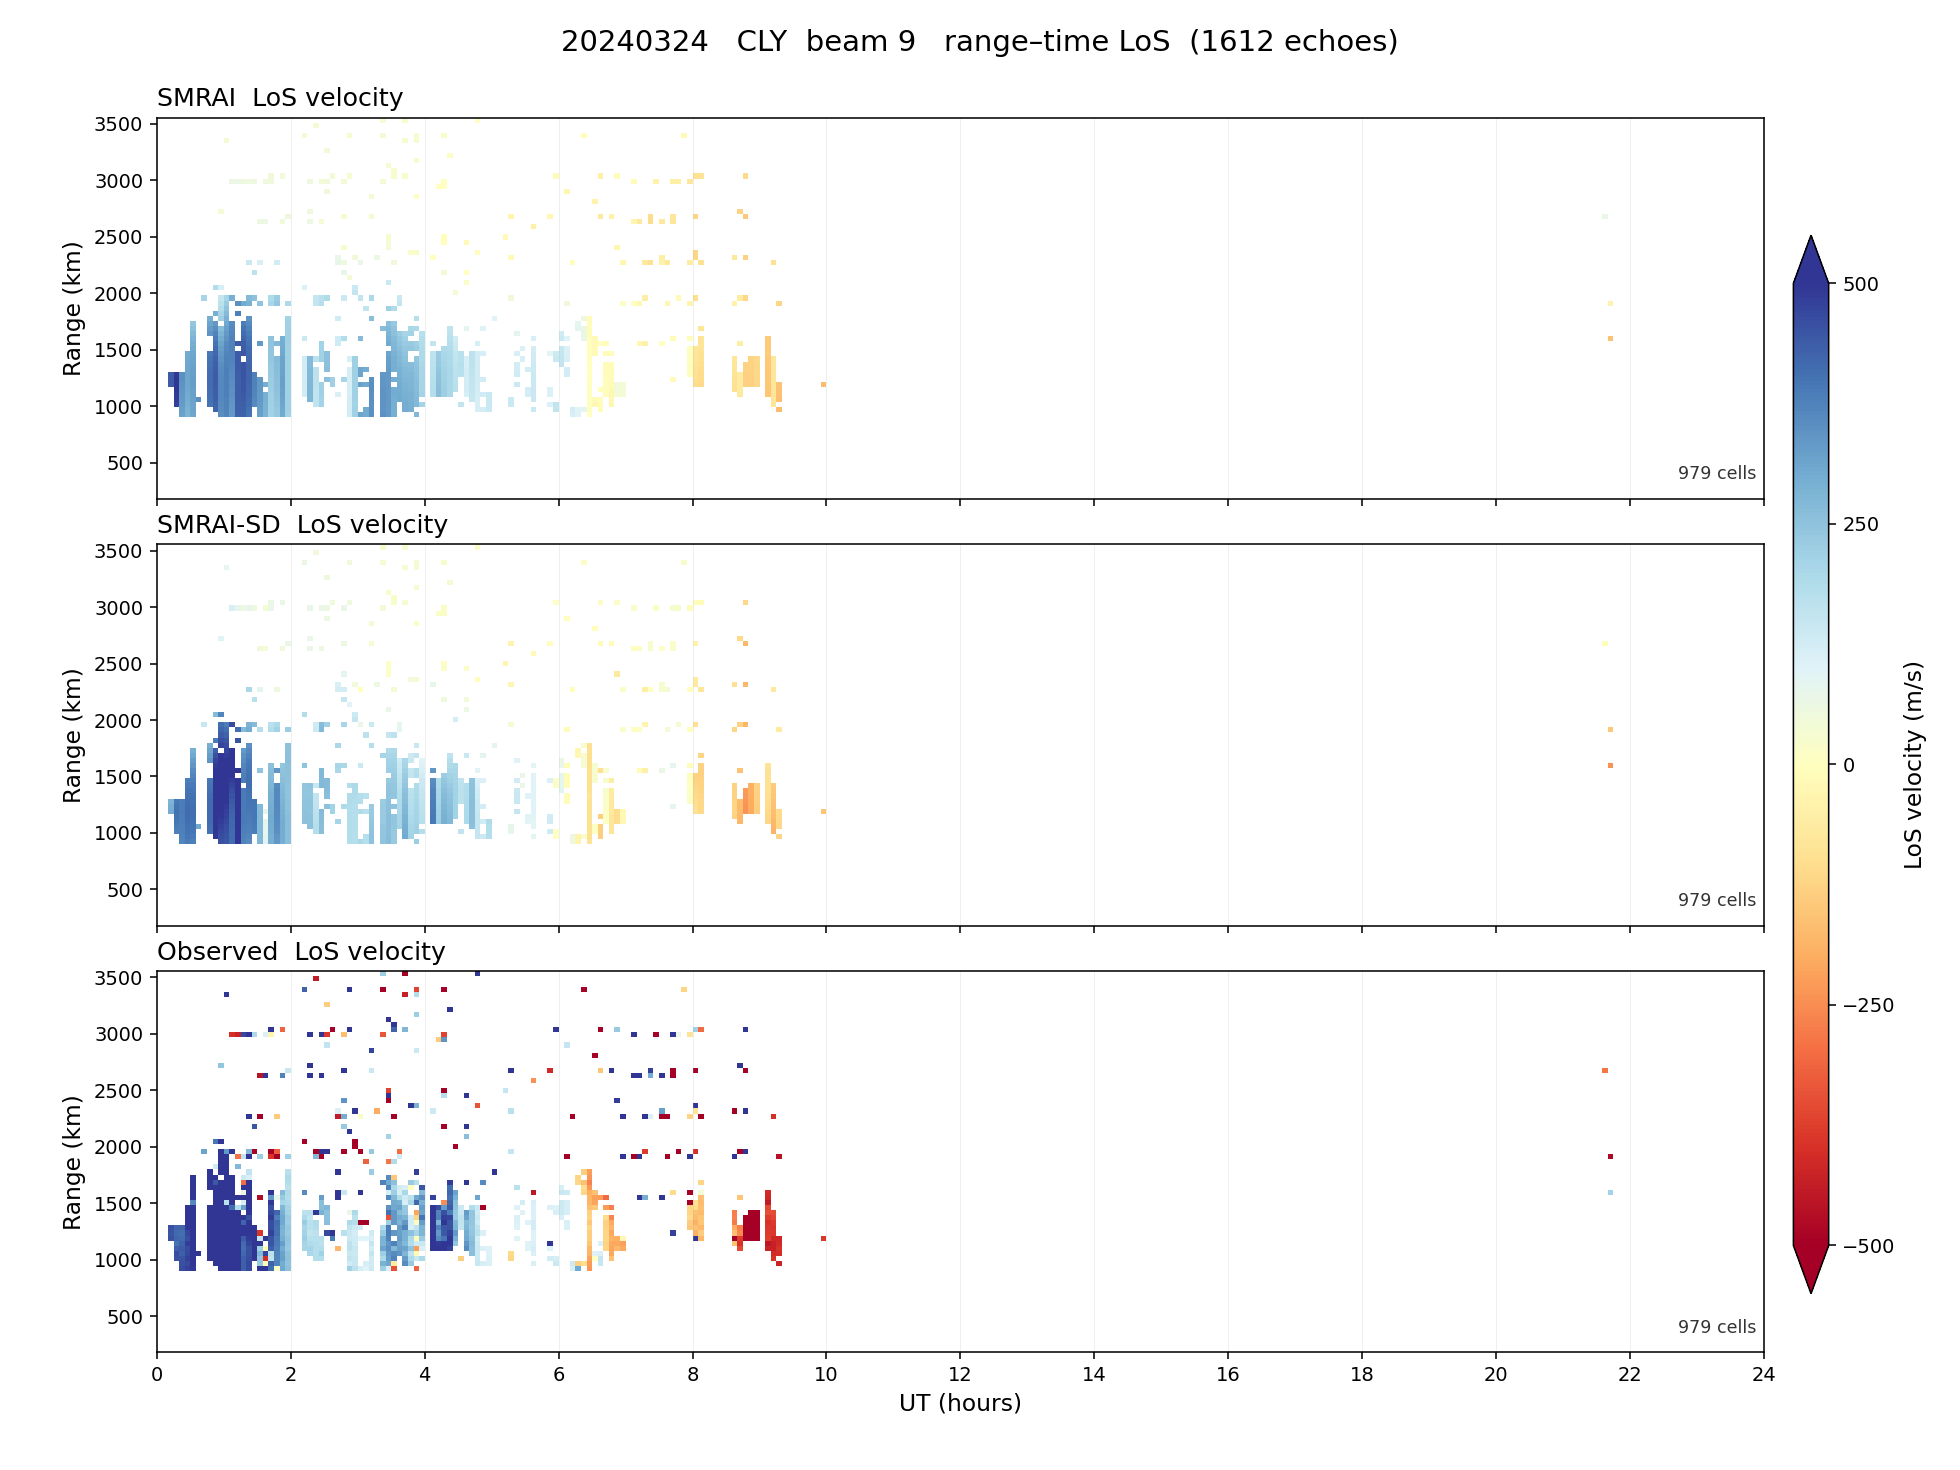 20240324   CLY  beam 9   range–time LoS  (1612 echoes)
SMRAI  LoS velocity
3500
3000
2500
2000
1500
1000
500
Range (km)
979 cells
SMRAI-SD  LoS velocity
3500
3000
2500
2000
1500
1000
500
Range (km)
979 cells
Observed  LoS velocity
3500
3000
2500
2000
1500
1000
500
Range (km)
979 cells
0 2 4 6 8 10 12 14 16 18 20 22 24
UT (hours)
500
250
0
−250
−500
LoS velocity (m/s)